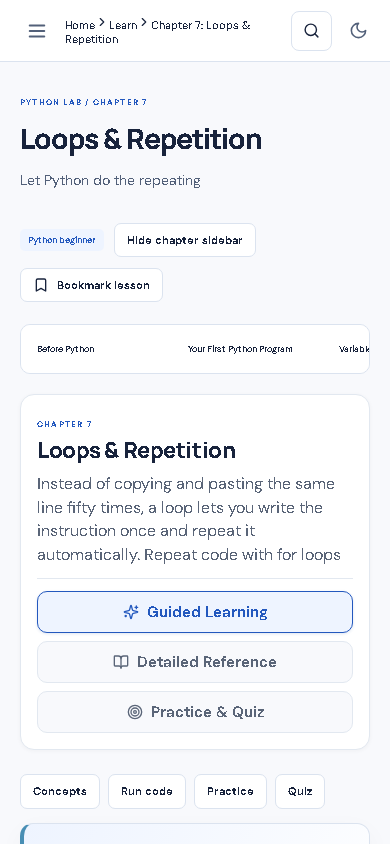 Home > Learn > Chapter 7: Loops &
Repetition
PYTHON LAB / CHAPTER 7
Loops & Repetition
Let Python do the repeating
Python beginner
Hide chapter sidebar
Bookmark lesson
Before Python
Your First Python Program
Variable
CHAPTER 7
Loops & Repetition
Instead of copying and pasting the same
line fifty times, a loop lets you write the
instruction once and repeat it
automatically. Repeat code with for loops
Guided Learning
Detailed Reference
Practice & Quiz
Concepts
Run code
Practice
Quiz